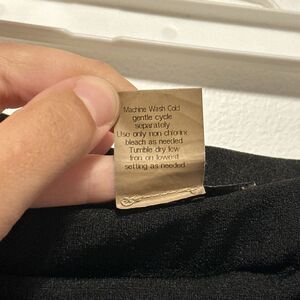 Machine Wash Cold
gentle cycle
separately
Use only non chlorine
bleach as needed
Tumble dry low
Iron on lowest
setting as needed